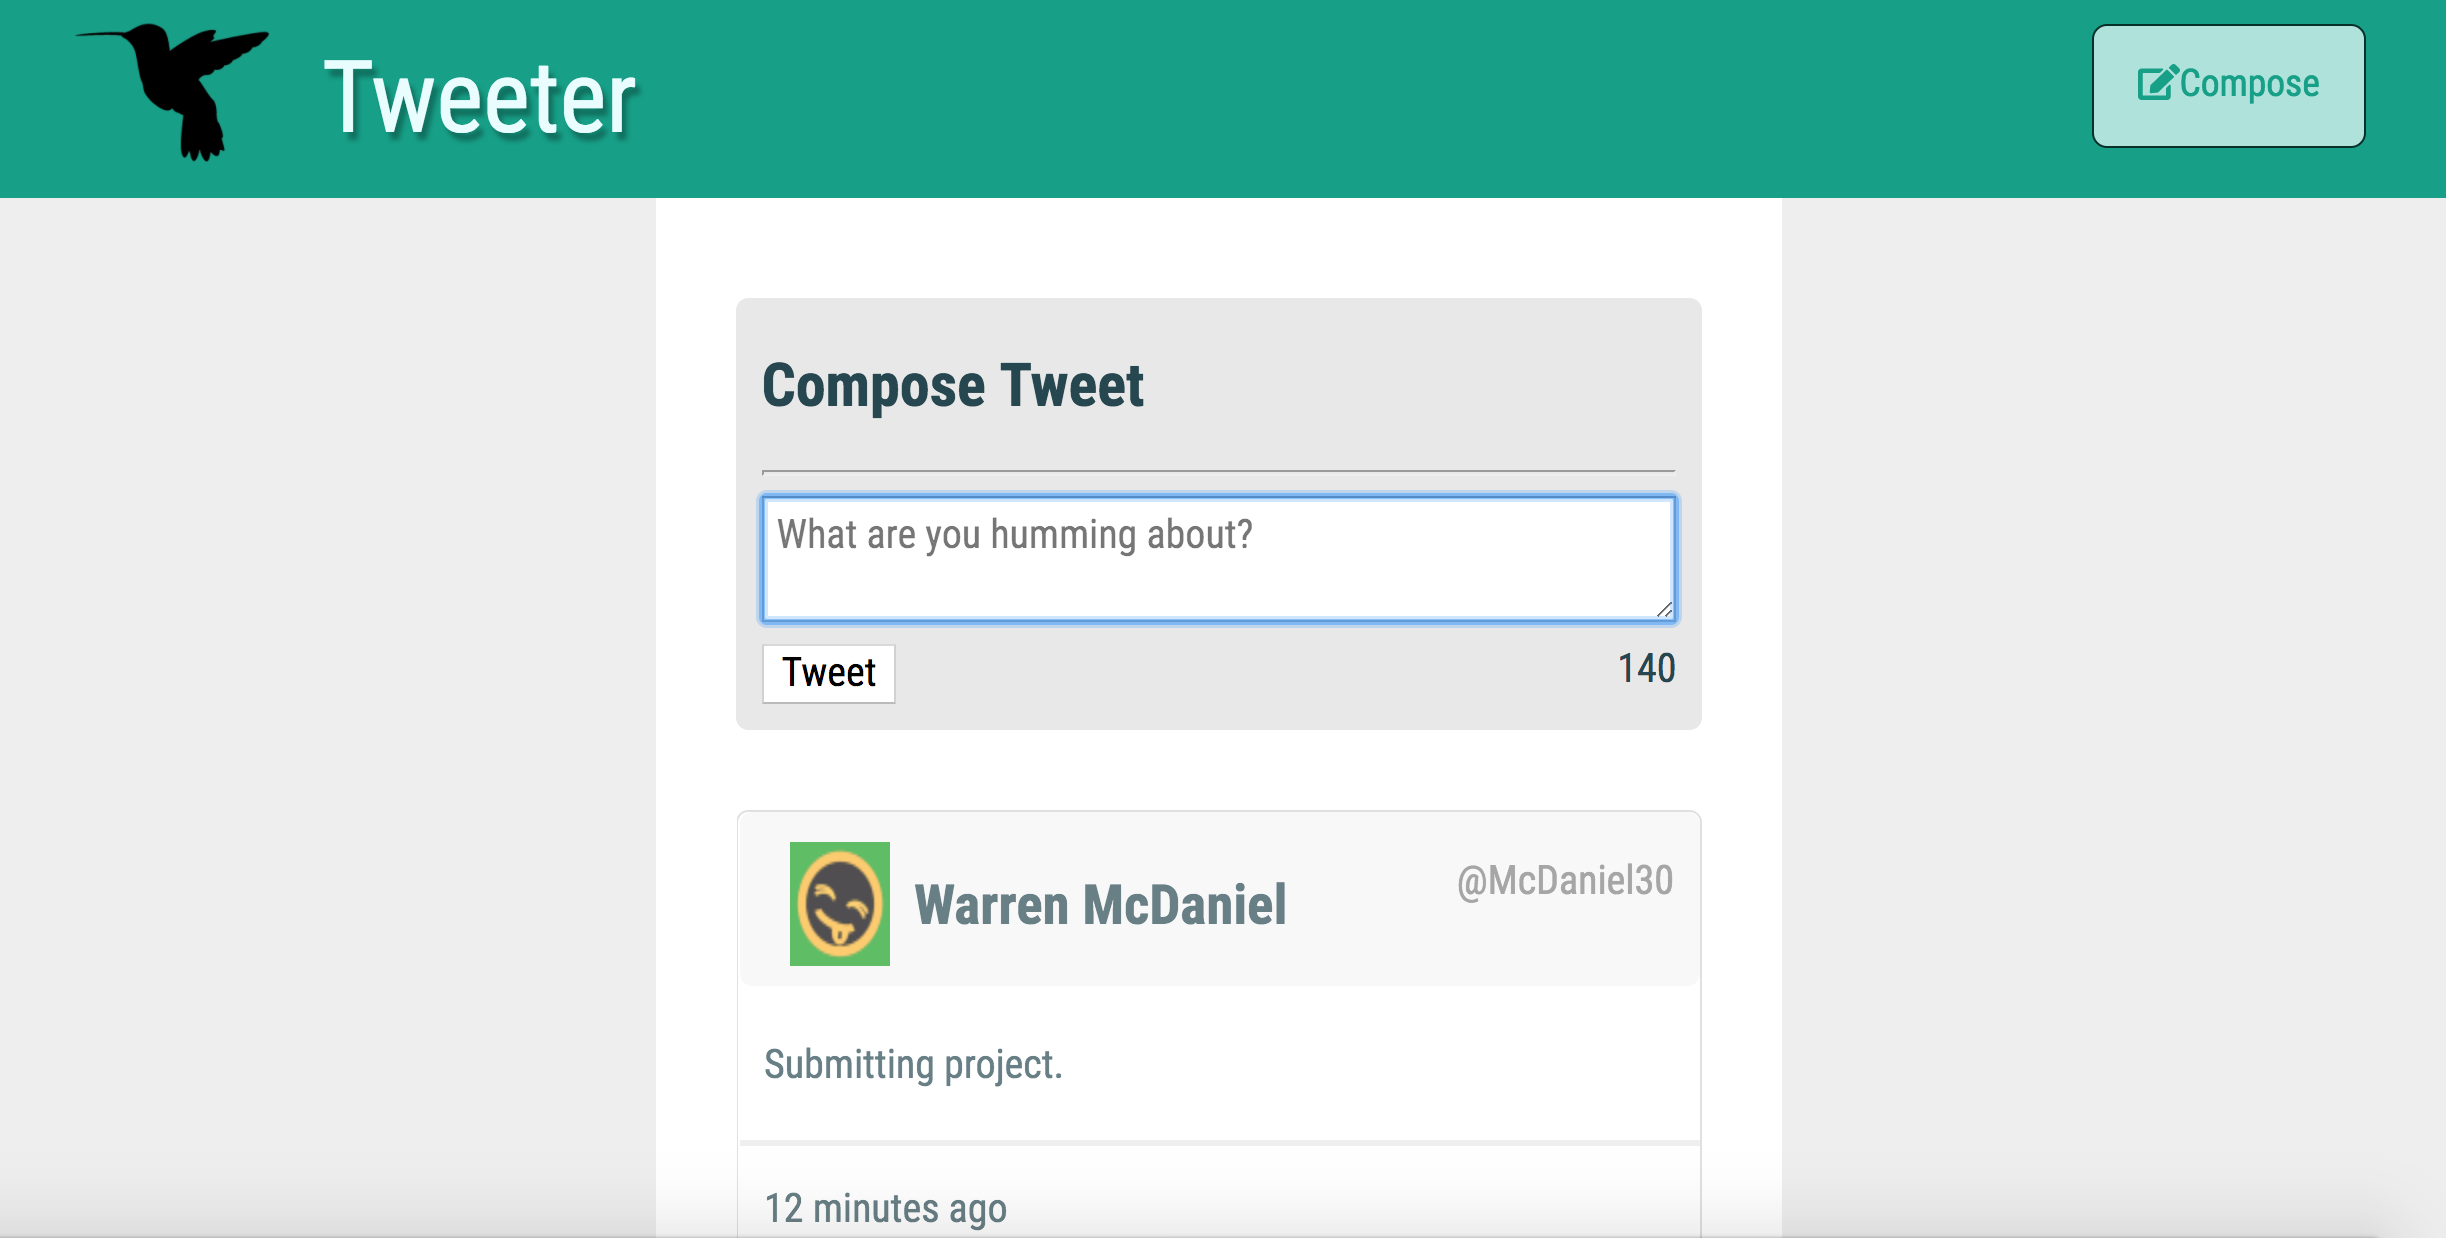 Tweeter
Compose
Compose Tweet
What are you humming about?
Tweet
140
Warren McDaniel
@McDaniel30
Submitting project.
12 minutes ago